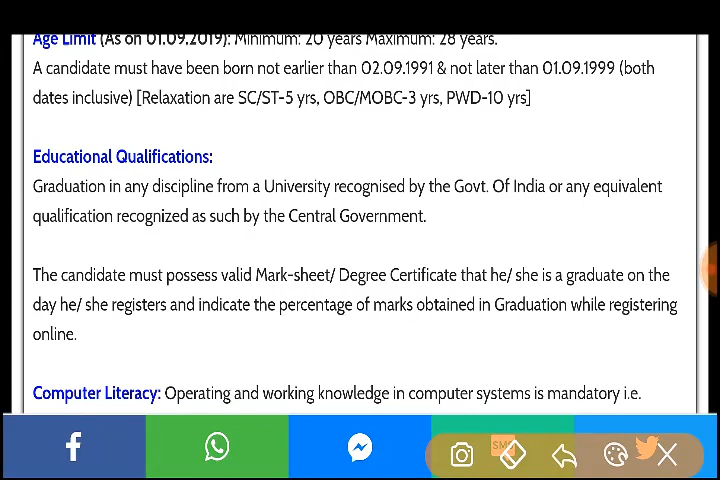 Age Limit (As on 01.09.2019): Minimum: 20 years Maximum: 28 years.
A candidate must have been born not earlier than 02.09.1991 & not later than 01.09.1999 (both
dates inclusive) [Relaxation are SC/ST-5 yrs, OBC/MOBC-3 yrs, PWD-10 yrs]
Educational Qualifications:
Graduation in any discipline from a University recognised by the Govt. Of India or any equivalent
qualification recognized as such by the Central Government.
The candidate must possess valid Mark-sheet/ Degree Certificate that he/ she is a graduate on the
day he/ she registers and indicate the percentage of marks obtained in Graduation while registering
online.
Computer Literacy: Operating and working knowledge in computer systems is mandatory i.e.
SMS